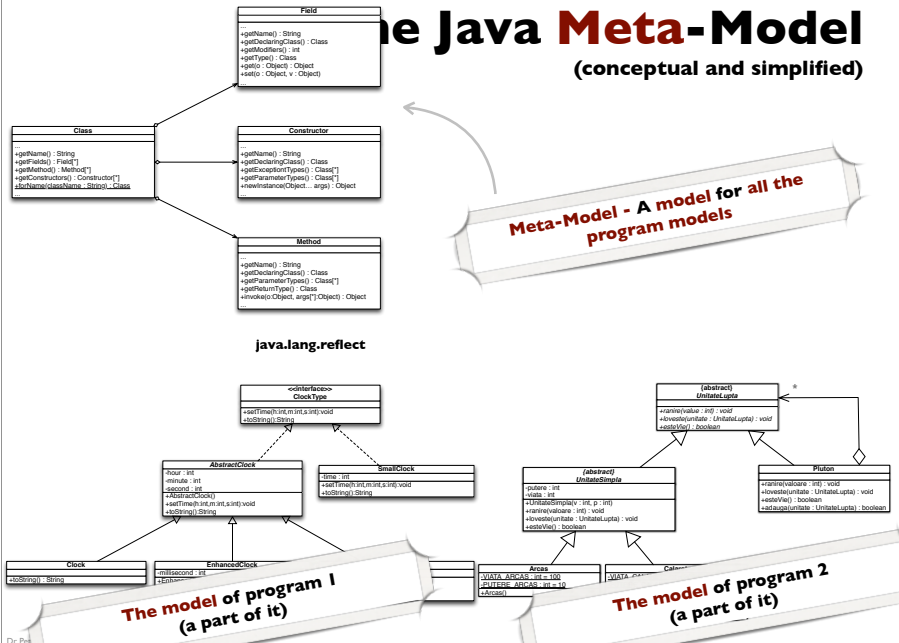 he Java Meta-Model
(conceptual and simplified)
Field
...
+getName() : String
+getDeclaringClass() : Class
+getModifiers() : int
+getType() : Class
+get(o : Object) : Object
+set(o : Object, v : Object)
...
Class
...
+getName() : String
+getFields() : Field[*]
+getMethod() : Method[*]
+getConstructors() : Constructor[*]
+forName(className : String) : Class
...
Constructor
...
+getName() : String
+getDeclaringClass() : Class
+getExceptionTypes() : Class[*]
+getParameterTypes() : Class[*]
+newInstance(Object... args) : Object
Meta-Model - A model for all the
program models
Method
...
+getName() : String
+getDeclaringClass() : Class
+getParameterTypes() : Class[*]
+getReturnType() : Class
+invoke(o:Object, args[*]:Object) : Object
...
java.lang.reflect
<<interface>>
ClockType
+setTime(h:int,m:int,s:int):void
+toString():String
AbstractClock
-hour : int
-minute : int
-second : int
+AbstractClock()
+setTime(h:int,m:int,s:int):void
+toString():String
SmallClock
-time : int
+setTime(h:int,m:int,s:int):void
+toString():String
Clock
+toString() : String
EnhancedClock
-millisecond : int
The model of program 1
(a part of it)
{abstract}
UnitateLupta
+ranire(value : int) : void
+loveste(unitate : UnitateLupta) : void
+esteVie() : boolean
*
{abstract}
UnitateSimpla
-putere : int
-viata : int
+UnitateSimpla(v : int, p : int)
+ranire(valoare : int) : void
+loveste(unitate : UnitateLupta) : void
+esteVie() : boolean
Pluton
+ranire(valoare : int) : void
+loveste(unitate : UnitateLupta) : void
+esteVie() : boolean
+adauga(unitate : UnitateLupta) : void
Arcas
-VIATA_ARCAS : int = 100
-PUTERE_ARCAS : int = 10
+Arcas()
The model of program 2
(a part of it)